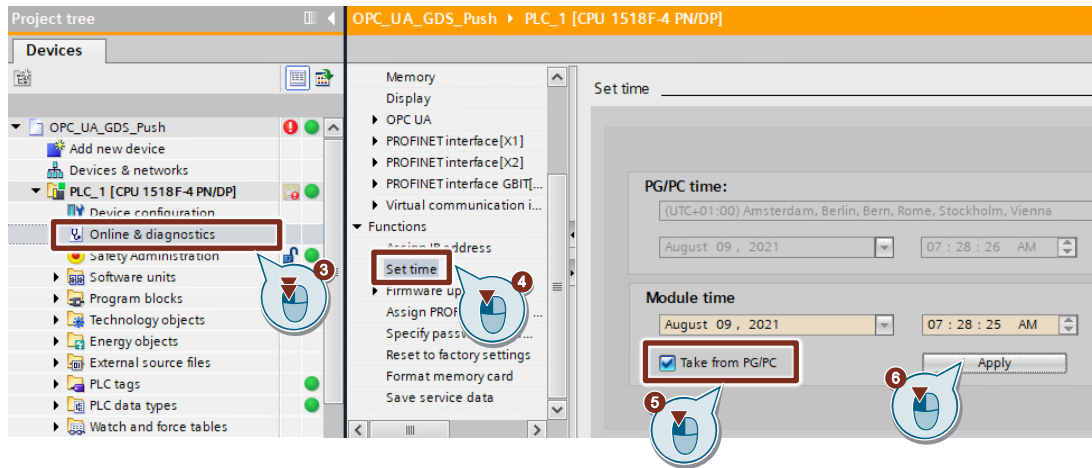 Project tree
Devices
OPC_UA_GDS_Push
Add new device
Devices & networks
PLC_1 [CPU 1518F-4 PN/DP]
Device configuration
Online & diagnostics
Safety Administration
Software units
Program blocks
Technology objects
Energy objects
External source files
PLC tags
PLC data types
Watch and force tables
3
OPC_UA_GDS_Push PLC_1 [CPU 1518F-4 PN/DP]
Memory
Display
OPC UA
PROFINET interface [X1]
PROFINET interface [X2]
PROFINET interface GBIT[...
Virtual communication i...
Functions
Assign IP address
Set time
Firmware up
Assign PROF ...
Specify passw
Reset to factory settings
Format memory card
Save service data
4
Set time
PG/PC time:
(UTC+01:00) Amsterdam, Berlin, Bern, Rome, Stockholm, Vienna
August 09, 2021 07 : 28 : 26 AM
Module time
August 09, 2021 07 : 28 : 25 AM
Take from PG/PC Apply
5
6